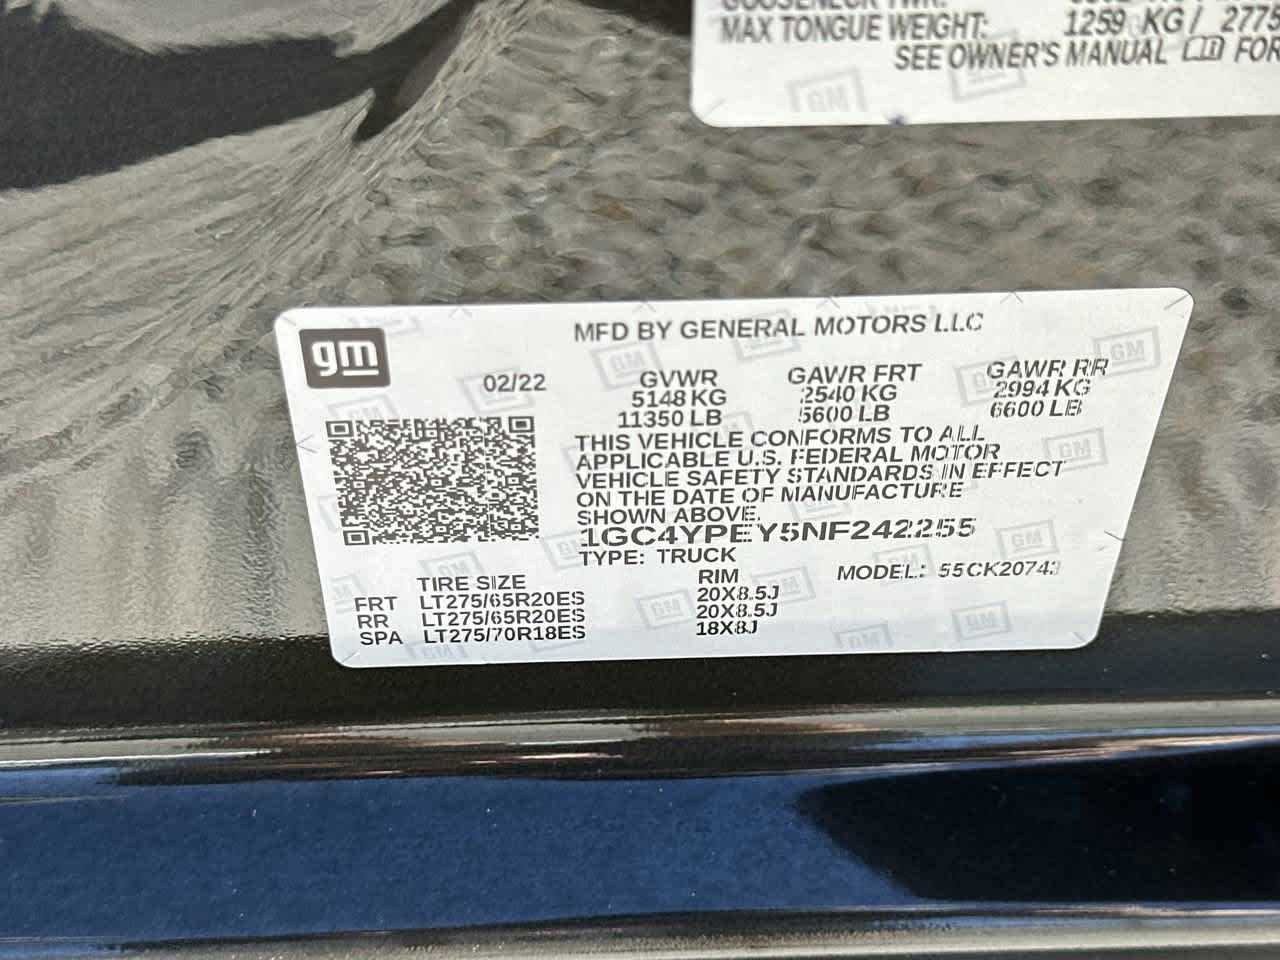 MAX TONGUE WEIGHT: 1259 KG/ 2775
SEE OWNER'S MANUAL FOR
gm
MFD BY GENERAL MOTORS LLC
02/22
GVWR GAWR FRT GAWR RR
5148 KG 2540 KG 2994 KG
11350 LB 5600 LB 6600 LB
THIS VEHICLE CONFORMS TO ALL
APPLICABLE U.S. FEDERAL MOTOR
VEHICLE SAFETY STANDARDS IN EFFECT
ON THE DATE OF MANUFACTURE
SHOWN ABOVE.
1GC4YPEY5NF242255
TYPE: TRUCK
MODEL: 55CK20743
TIRE SIZE RIM
FRT LT275/65R20ES 20X8.5J
RR LT275/65R20ES 20X8.5J
SPA LT275/70R18ES 18X8J